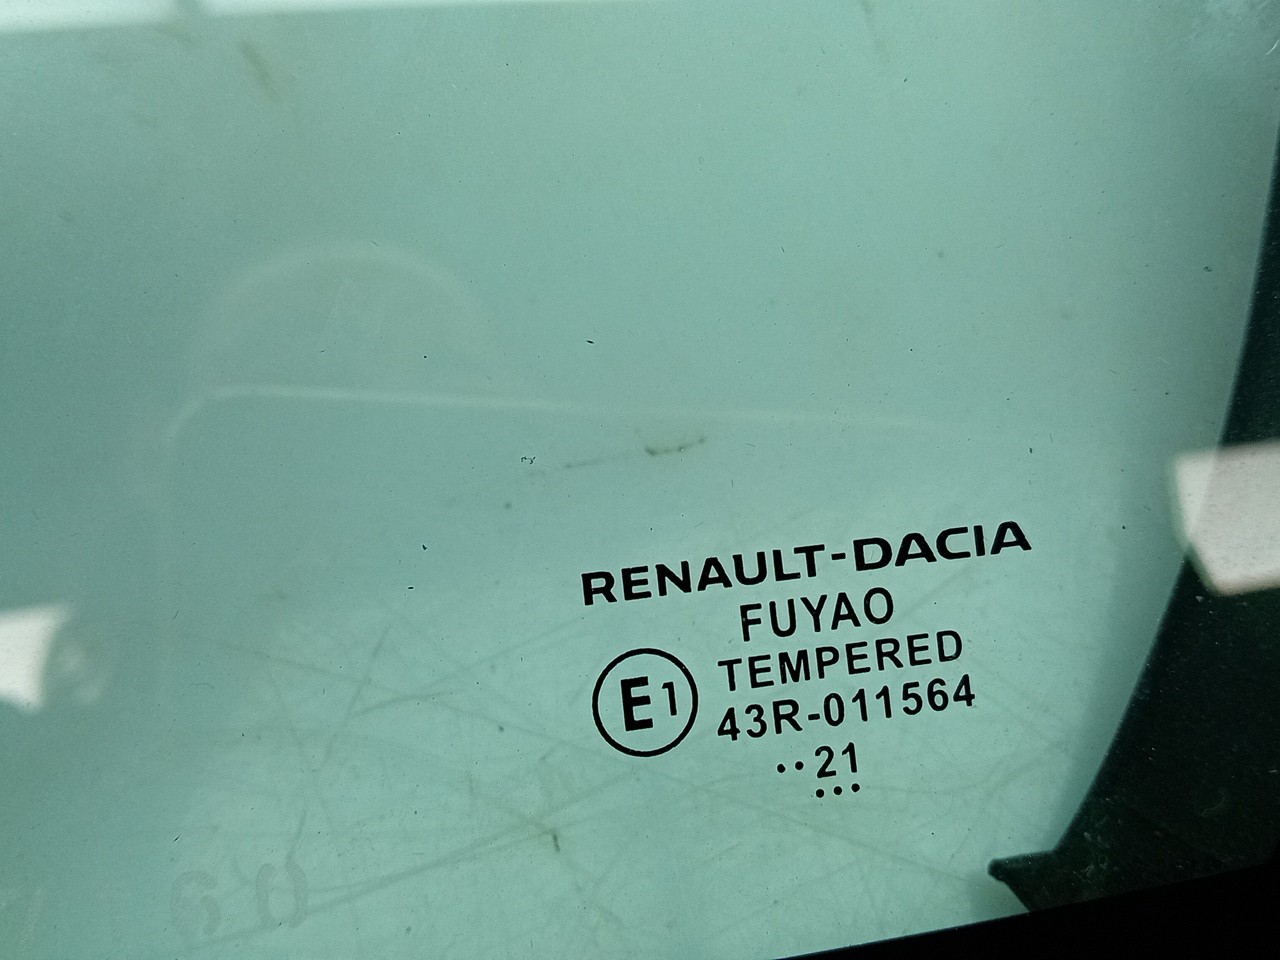 RENAULT-DACIA
FUYAO
TEMPERED
E1
43R-011564
··21
···